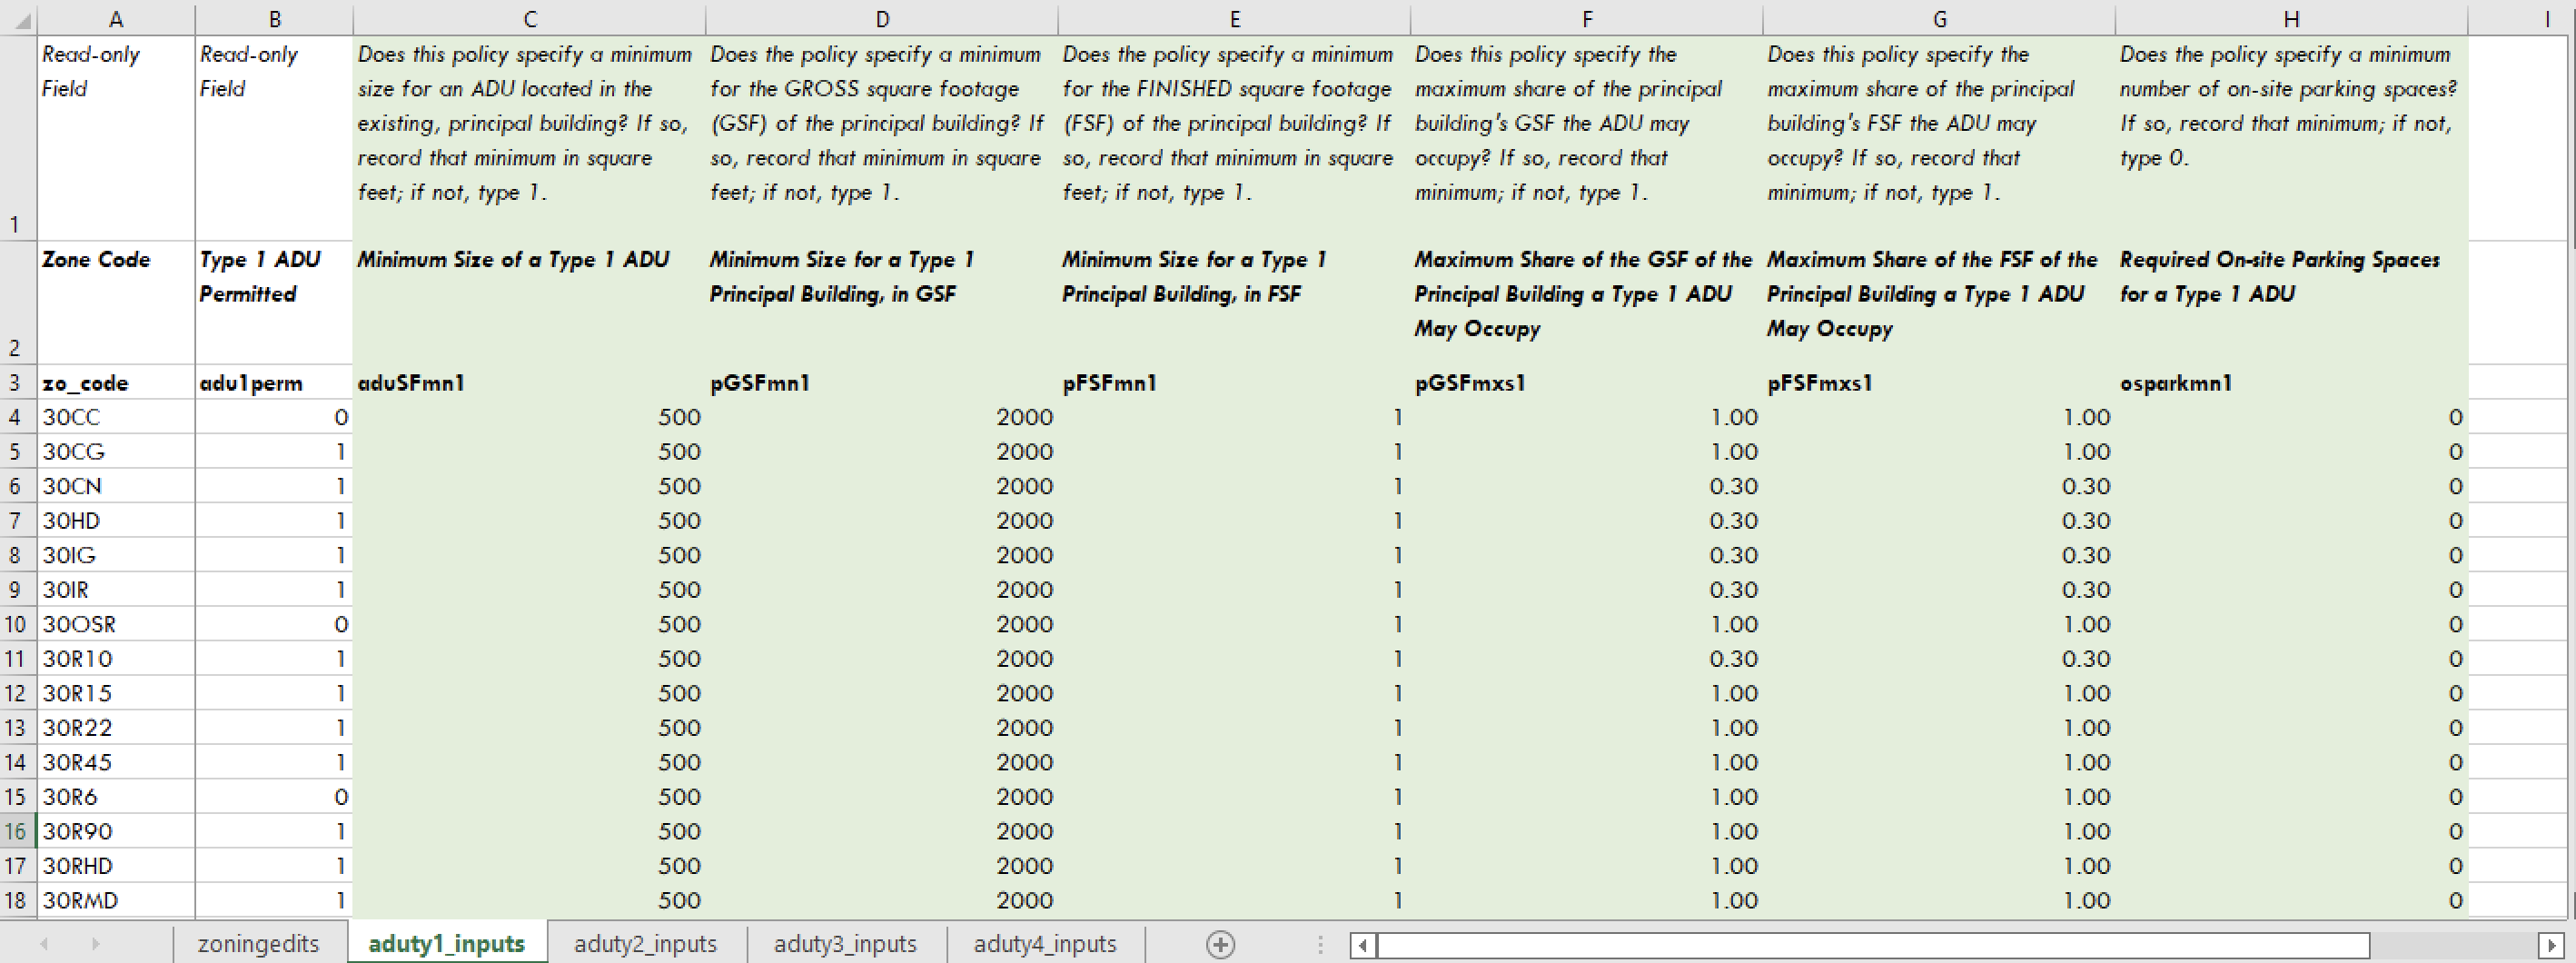 A B C D E F G H I
Read-only Read-only Does this policy specify a minimum Does the policy specify a minimum Does the policy specify a minimum Does this policy specify the Does this policy specify the Does the policy specify a minimum
Field Field size for an ADU located in the for the GROSS square footage for the FINISHED square footage maximum share of the principal maximum share of the principal number of on-site parking spaces?
existing, principal building? If so, (GSF) of the principal building? If (FSF) of the principal building? If building's GSF the ADU may building's FSF the ADU may If so, record that minimum; if not,
record that minimum in square so, record that minimum in square so, record that minimum in square occupy? If so, record that occupy? If so, record that type 0.
feet; if not, type 1. feet; if not, type 1. feet; if not, type 1. minimum; if not, type 1. minimum; if not, type 1.
1
Zone Code Type 1 ADU Minimum Size of a Type 1 ADU Minimum Size for a Type 1 Minimum Size for a Type 1 Maximum Share of the GSF of the Maximum Share of the FSF of the Required On-site Parking Spaces
Permitted Principal Building, in GSF Principal Building, in FSF Principal Building a Type 1 ADU Principal Building a Type 1 ADU for a Type 1 ADU
May Occupy May Occupy
2
3 zo_code adu1perm aduSFmn1 pGSFmn1 pFSFmn1 pGSFmxs1 pFSFmxs1 osparkmn1
4 30CC 0 500 2000 1 1.00 1.00 0
5 30CG 1 500 2000 1 1.00 1.00 0
6 30CN 1 500 2000 1 0.30 0.30 0
7 30HD 1 500 2000 1 0.30 0.30 0
8 30IG 1 500 2000 1 0.30 0.30 0
9 30IR 1 500 2000 1 0.30 0.30 0
10 30OSR 0 500 2000 1 1.00 1.00 0
11 30R10 1 500 2000 1 0.30 0.30 0
12 30R15 1 500 2000 1 1.00 1.00 0
13 30R22 1 500 2000 1 1.00 1.00 0
14 30R45 1 500 2000 1 1.00 1.00 0
15 30R6 0 500 2000 1 1.00 1.00 0
16 30R90 1 500 2000 1 1.00 1.00 0
17 30RHD 1 500 2000 1 1.00 1.00 0
18 30RMD 1 500 2000 1 1.00 1.00 0
zoningedits aduty1_inputs aduty2_inputs aduty3_inputs aduty4_inputs